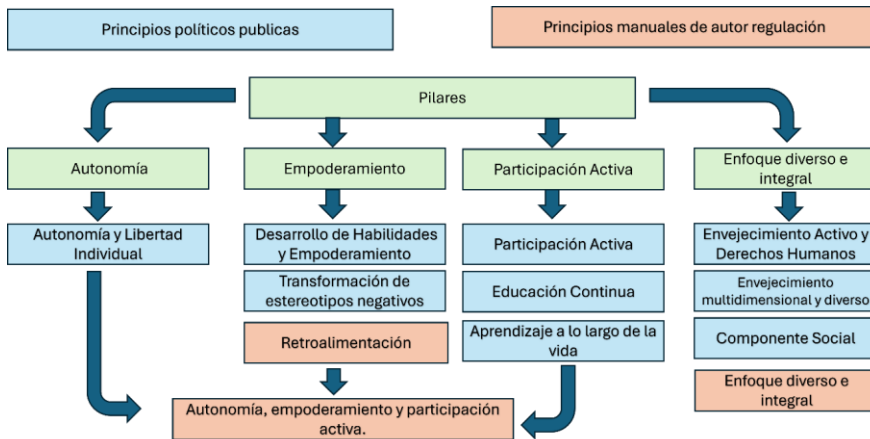 Principios políticos publicas
Principios manuales de autor regulación
Pilares
Autonomía
Empoderamiento
Participación Activa
Enfoque diverso e
integral
Autonomía y Libertad
Individual
Desarrollo de Habilidades
y Empoderamiento
Participación Activa
Envejecimiento Activo y
Derechos Humanos
Transformación de
estereotipos negativos
Educación Continua
Envejecimiento
multidimensional y diverso
Retroalimentación
Aprendizaje a lo largo de la
vida
Componente Social
Autonomía, empoderamiento y participación
activa.
Enfoque diverso e
integral